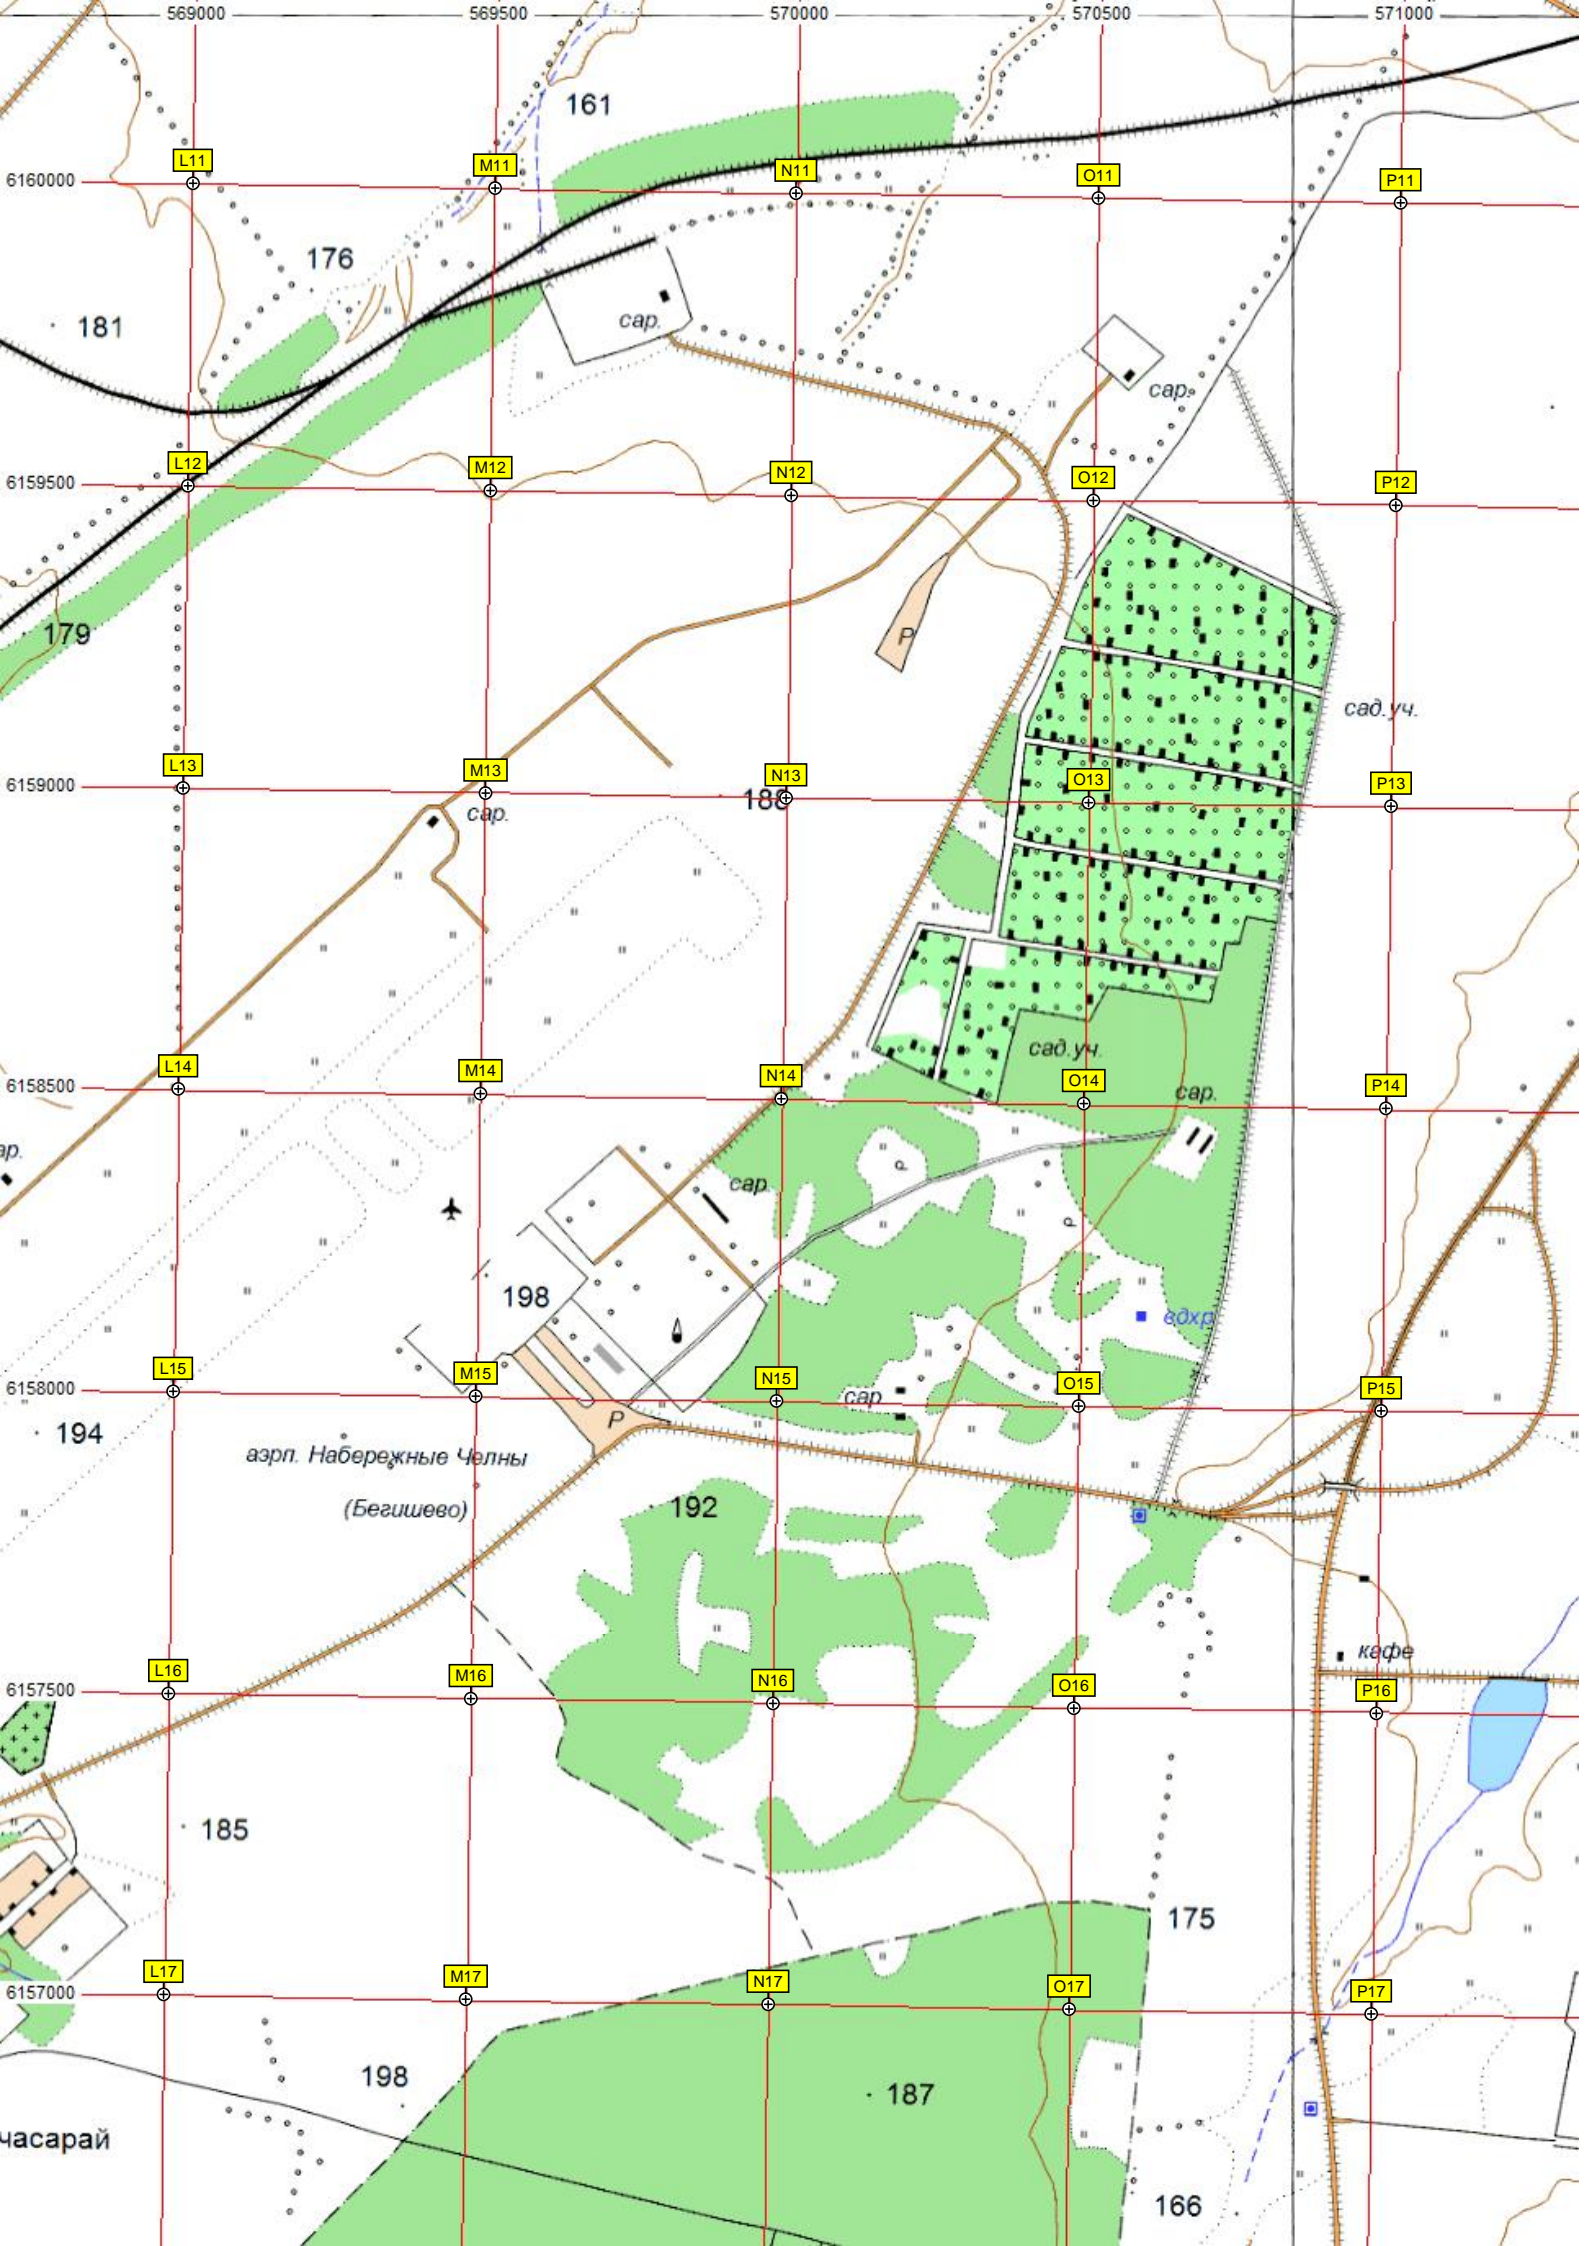 569000 569500 570000 570500 571000
161
L11 M11 N11 O11 P11
6160000
176
181
сар.
сар.
L12 M12 N12 O12 P12
6159500
179
P
сад.уч.
L13 M13 N13 O13 P13
6159000
188
сар.
сад.уч.
L14 M14 N14 O14 P14
6158500
сар.
ар.
сар.
198
вдхр.
L15 M15 N15 O15 P15
6158000
сар.
P
194
аэрп. Набережные Челны
(Бегишево)
192
кафе
L16 M16 N16 O16 P16
6157500
185
175
L17 M17 N17 O17 P17
6157000
198
187
часарай
166